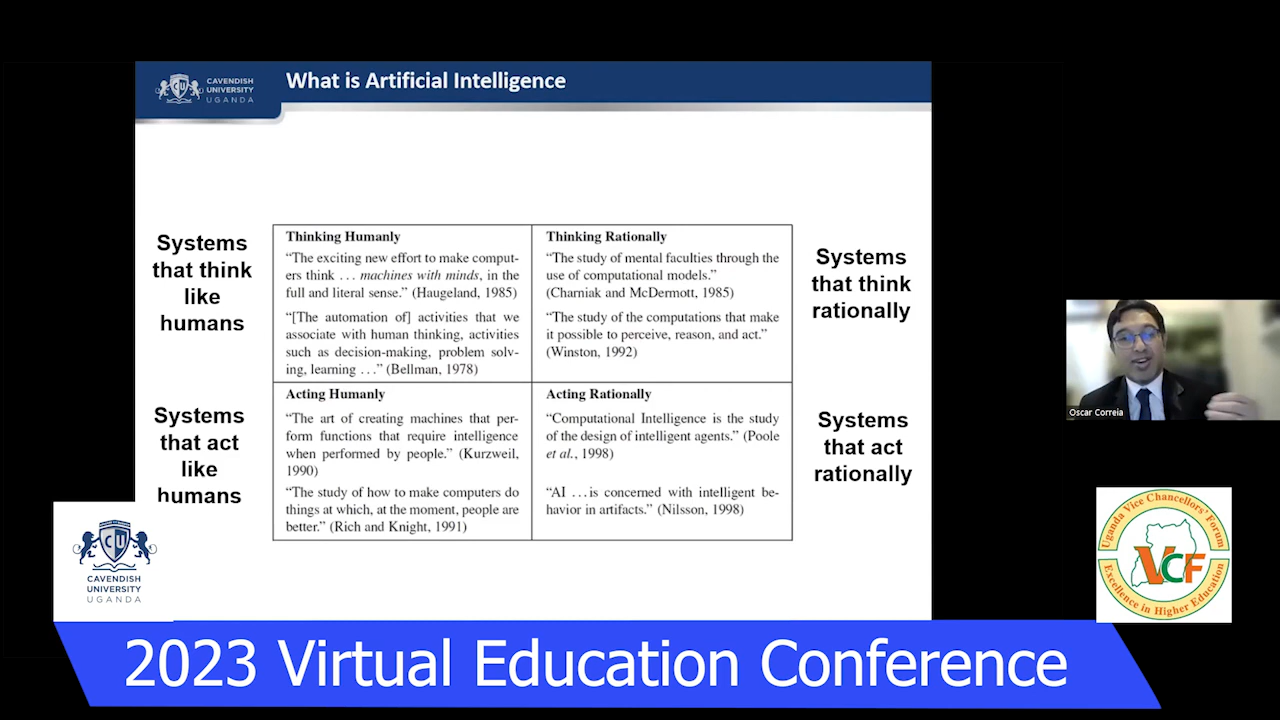 CAVENDISH
UNIVERSITY
UGANDA
What is Artificial Intelligence
Systems
that think
like
humans
Thinking Humanly
“The exciting new effort to make comput-
ers think . . . machines with minds, in the
full and literal sense.” (Haugeland, 1985)
“[The automation of] activities that we
associate with human thinking, activities
such as decision-making, problem solv-
ing, learning . . .” (Bellman, 1978)
Thinking Rationally
“The study of mental faculties through the
use of computational models.”
(Charniak and McDermott, 1985)
“The study of the computations that make
it possible to perceive, reason, and act.”
(Winston, 1992)
Systems
that think
rationally
Systems
that act
like
humans
Acting Humanly
“The art of creating machines that per-
form functions that require intelligence
when performed by people.” (Kurzweil,
1990)
“The study of how to make computers do
things at which, at the moment, people are
better.” (Rich and Knight, 1991)
Acting Rationally
“Computational Intelligence is the study
of the design of intelligent agents.” (Poole
et al., 1998)
“AI . . . is concerned with intelligent be-
havior in artifacts.” (Nilsson, 1998)
Systems
that act
rationally
Oscar Correia
CU
CAVENDISH
UNIVERSITY
UGANDA
Uganda Vice Chancellors' Forum
VCF
Excellence in Higher Education
2023 Virtual Education Conference